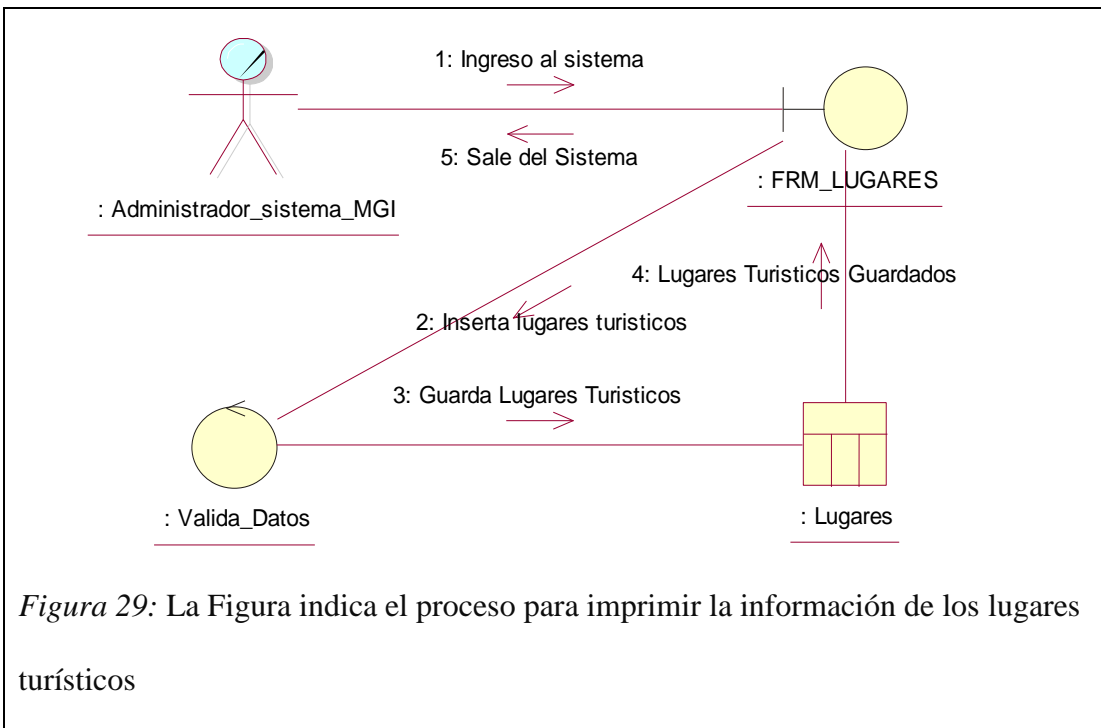 1: Ingreso al sistema
5: Sale del Sistema
: FRM_LUGARES
: Administrador_sistema_MGI
4: Lugares Turisticos Guardados
2: Inserta lugares turisticos
3: Guarda Lugares Turisticos
: Valida_Datos
: Lugares
Figura 29: La Figura indica el proceso para imprimir la información de los lugares
turísticos